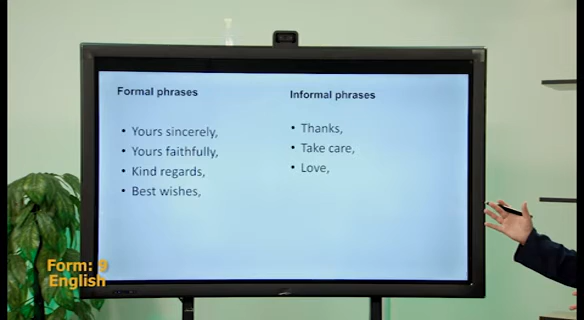 Formal phrases
• Yours sincerely,
• Yours faithfully,
• Kind regards,
• Best wishes,
Informal phrases
• Thanks,
• Take care,
• Love,
Form: 9
English